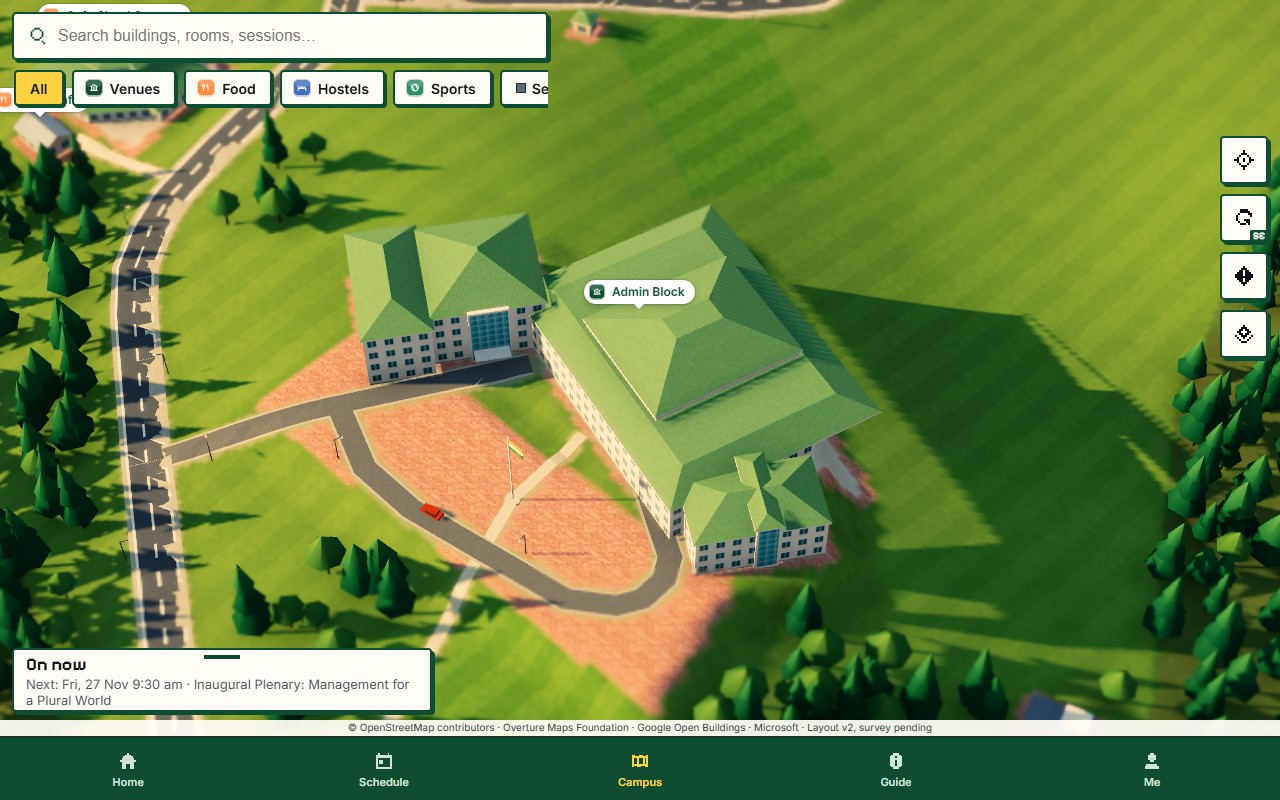 Search buildings, rooms, sessions…
All
Venues
Food
Hostels
Sports
Se
Admin Block
SE
On now
Next: Fri, 27 Nov 9:30 am · Inaugural Plenary: Management for
a Plural World
© OpenStreetMap contributors · Overture Maps Foundation · Google Open Buildings · Microsoft · Layout v2, survey pending
Home
Schedule
Campus
Guide
Me